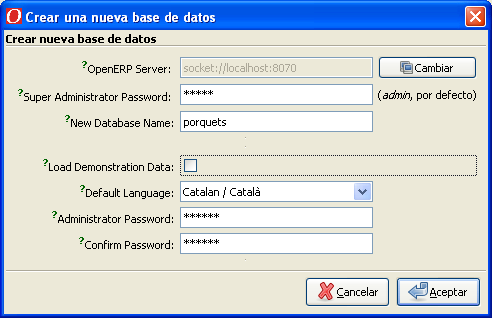 Crear una nueva base de datos
Crear nueva base de datos
?OpenERP Server: socket://localhost:8070 Cambiar
?Super Administrator Password: ***** (admin, por defecto)
?New Database Name: porquets
?Load Demonstration Data:
?Default Language: Catalan / Català
?Administrator Password: ******
?Confirm Password: ******
Cancelar Aceptar